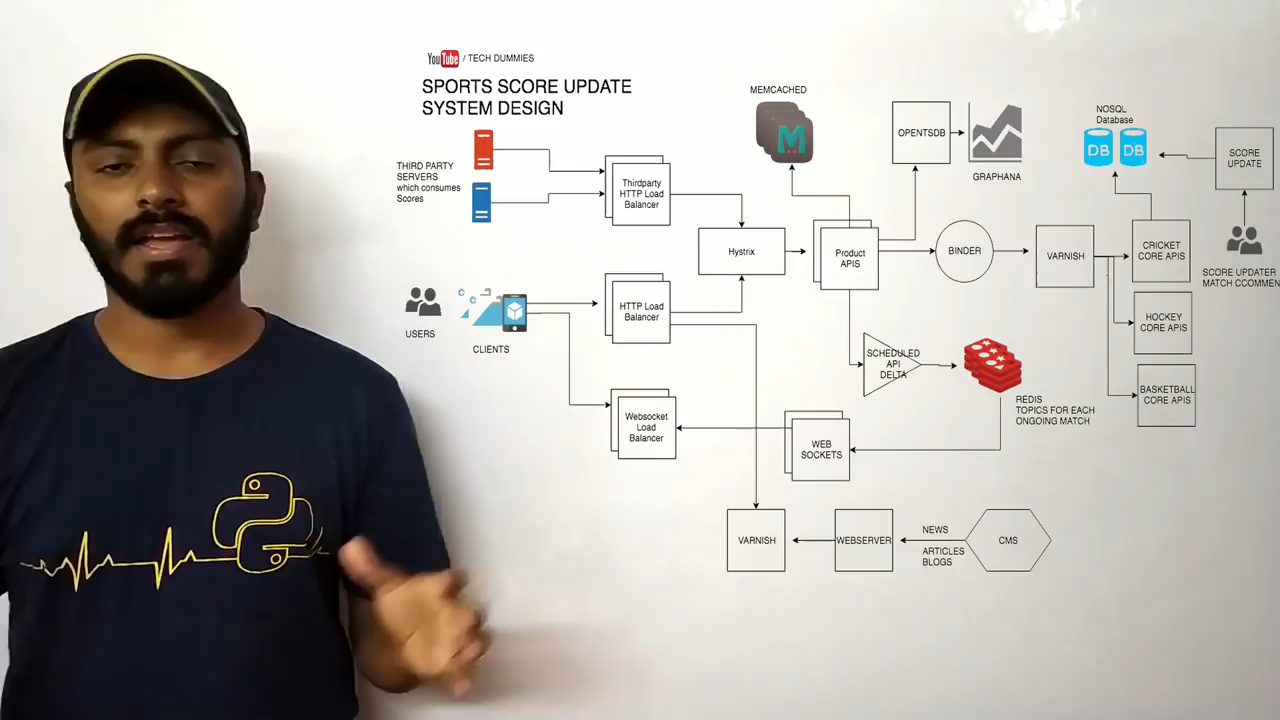 YouTube / TECH DUMMIES
SPORTS SCORE UPDATE
SYSTEM DESIGN
THIRD PARTY
SERVERS
which consumes
Scores
Thirdparty
HTTP Load
Balancer
MEMCACHED
M
OPENTSDB
GRAPHANA
NOSQL
Database
DB
DB
SCORE
UPDATE
Hystrix
Product
APIS
BINDER
VARNISH
CRICKET
CORE APIS
SCORE UPDATER
MATCH CCOMMEN
USERS
CLIENTS
HTTP Load
Balancer
HOCKEY
CORE APIS
SCHEDULED
API
DELTA
BASKETBALL
CORE APIS
REDIS
TOPICS FOR EACH
ONGOING MATCH
Websocket
Load
Balancer
WEB
SOCKETS
VARNISH
WEBSERVER
NEWS
ARTICLES
BLOGS
CMS